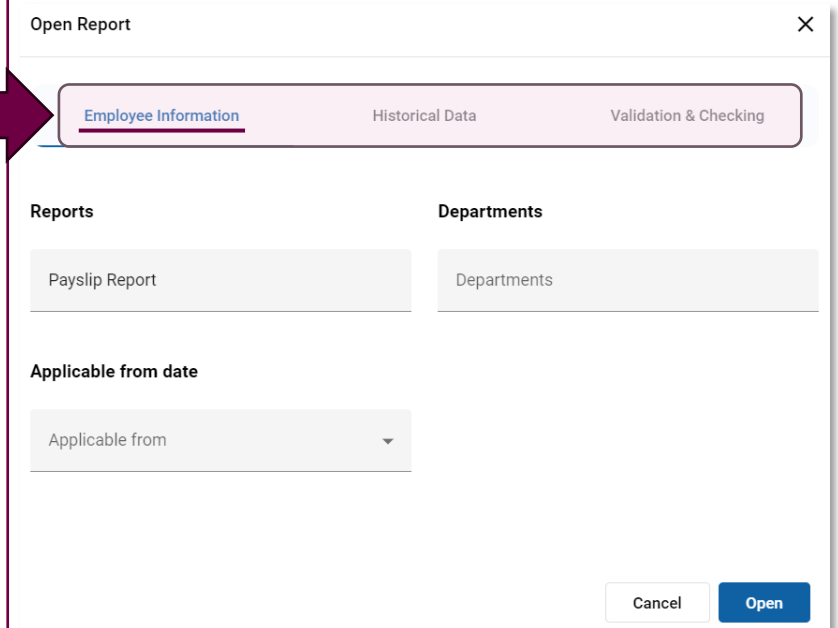 Open Report
Employee Information Historical Data Validation & Checking
Reports Departments
Payslip Report Departments
Applicable from date
Applicable from
Cancel Open